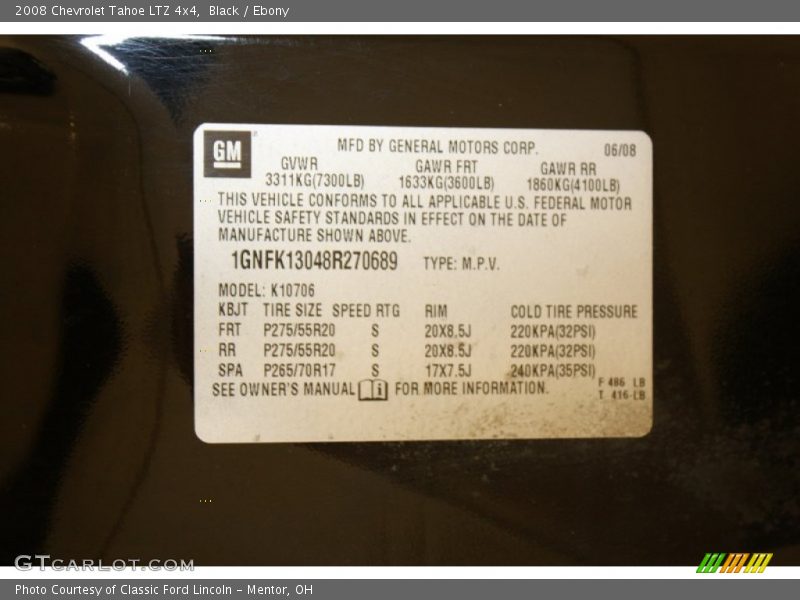 2008 Chevrolet Tahoe LTZ 4x4,  Black / Ebony
GM
MFD BY GENERAL MOTORS CORP. 06/08
GVWR GAWR FRT GAWR RR
3311KG(7300LB) 1633KG(3600LB) 1860KG(4100LB)
THIS VEHICLE CONFORMS TO ALL APPLICABLE U.S. FEDERAL MOTOR
VEHICLE SAFETY STANDARDS IN EFFECT ON THE DATE OF
MANUFACTURE SHOWN ABOVE.
1GNFK13048R270689 TYPE: M.P.V.
MODEL: K10706
KBJT TIRE SIZE SPEED RTG RIM COLD TIRE PRESSURE
FRT P275/55R20 S 20X8.5J 220KPA(32PSI)
RR P275/55R20 S 20X8.5J 220KPA(32PSI)
SPA P265/70R17 S 17X7.5J 240KPA(35PSI)
SEE OWNER'S MANUAL i FOR MORE INFORMATION.
F 486 LB
T 416-LB
GTCARLOT.COM
Photo Courtesy of Classic Ford Lincoln - Mentor, OH